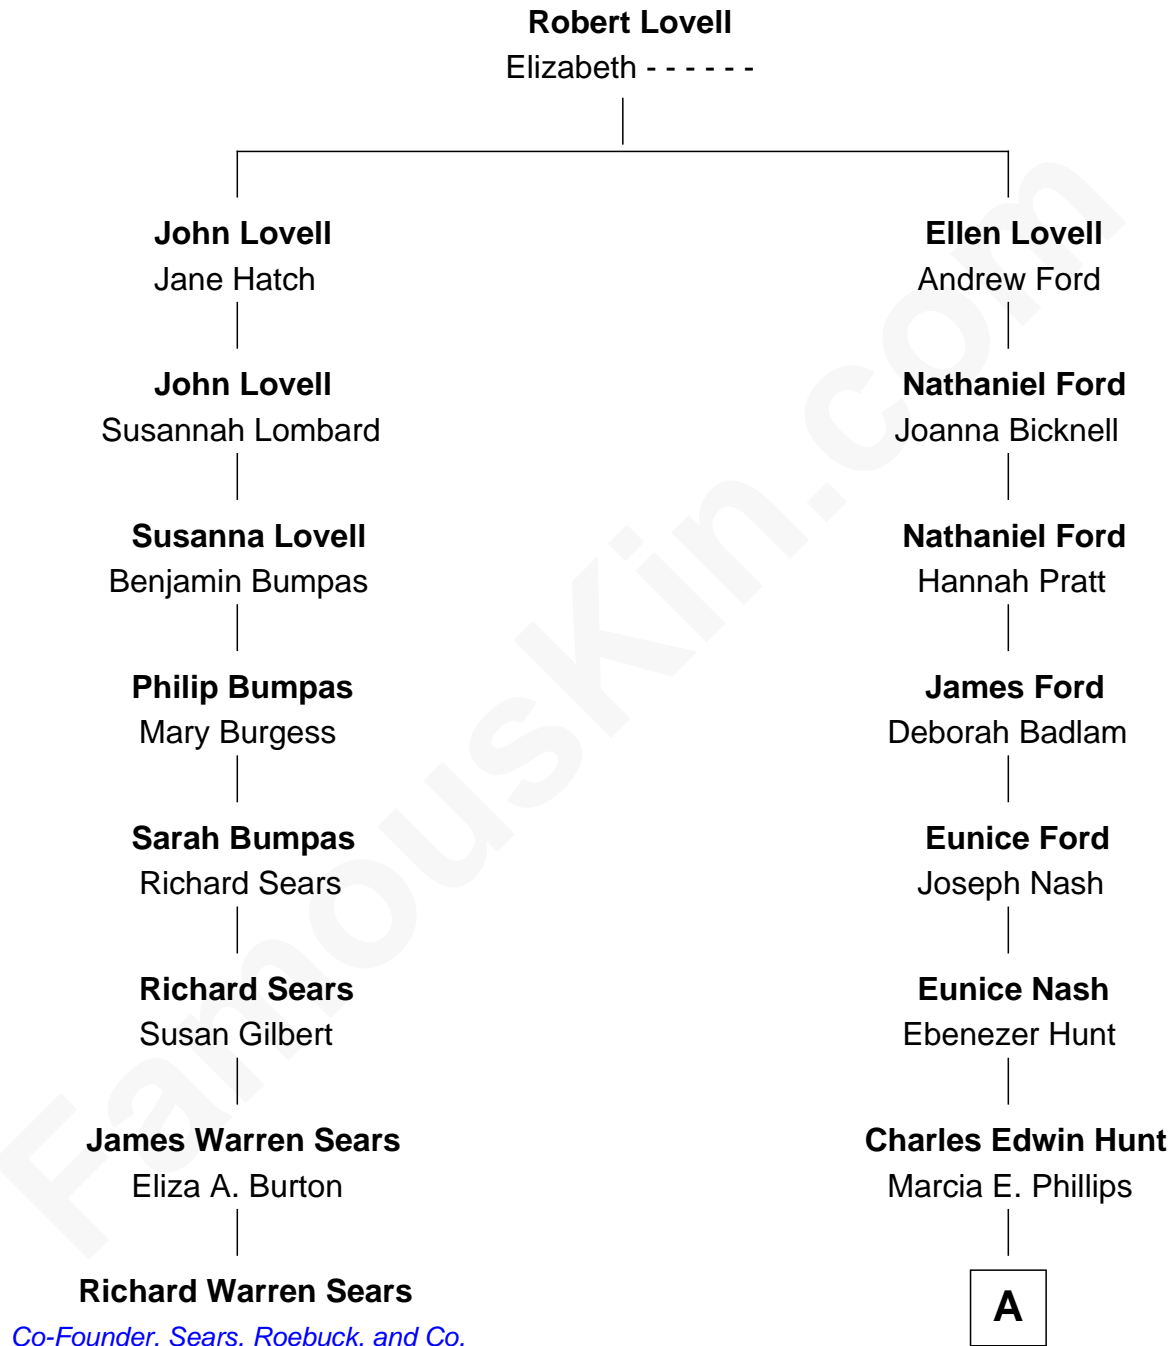 Robert Lovell
Elizabeth - - - - - -
John Lovell
Jane Hatch
Ellen Lovell
Andrew Ford
John Lovell
Susannah Lombard
Nathaniel Ford
Joanna Bicknell
Susanna Lovell
Benjamin Bumpas
Nathaniel Ford
Hannah Pratt
Philip Bumpas
Mary Burgess
James Ford
Deborah Badlam
Sarah Bumpas
Richard Sears
Eunice Ford
Joseph Nash
Richard Sears
Susan Gilbert
Eunice Nash
Ebenezer Hunt
James Warren Sears
Eliza A. Burton
Charles Edwin Hunt
Marcia E. Phillips
Richard Warren Sears
Co-Founder, Sears, Roebuck, and Co.
A
FamousKin.com